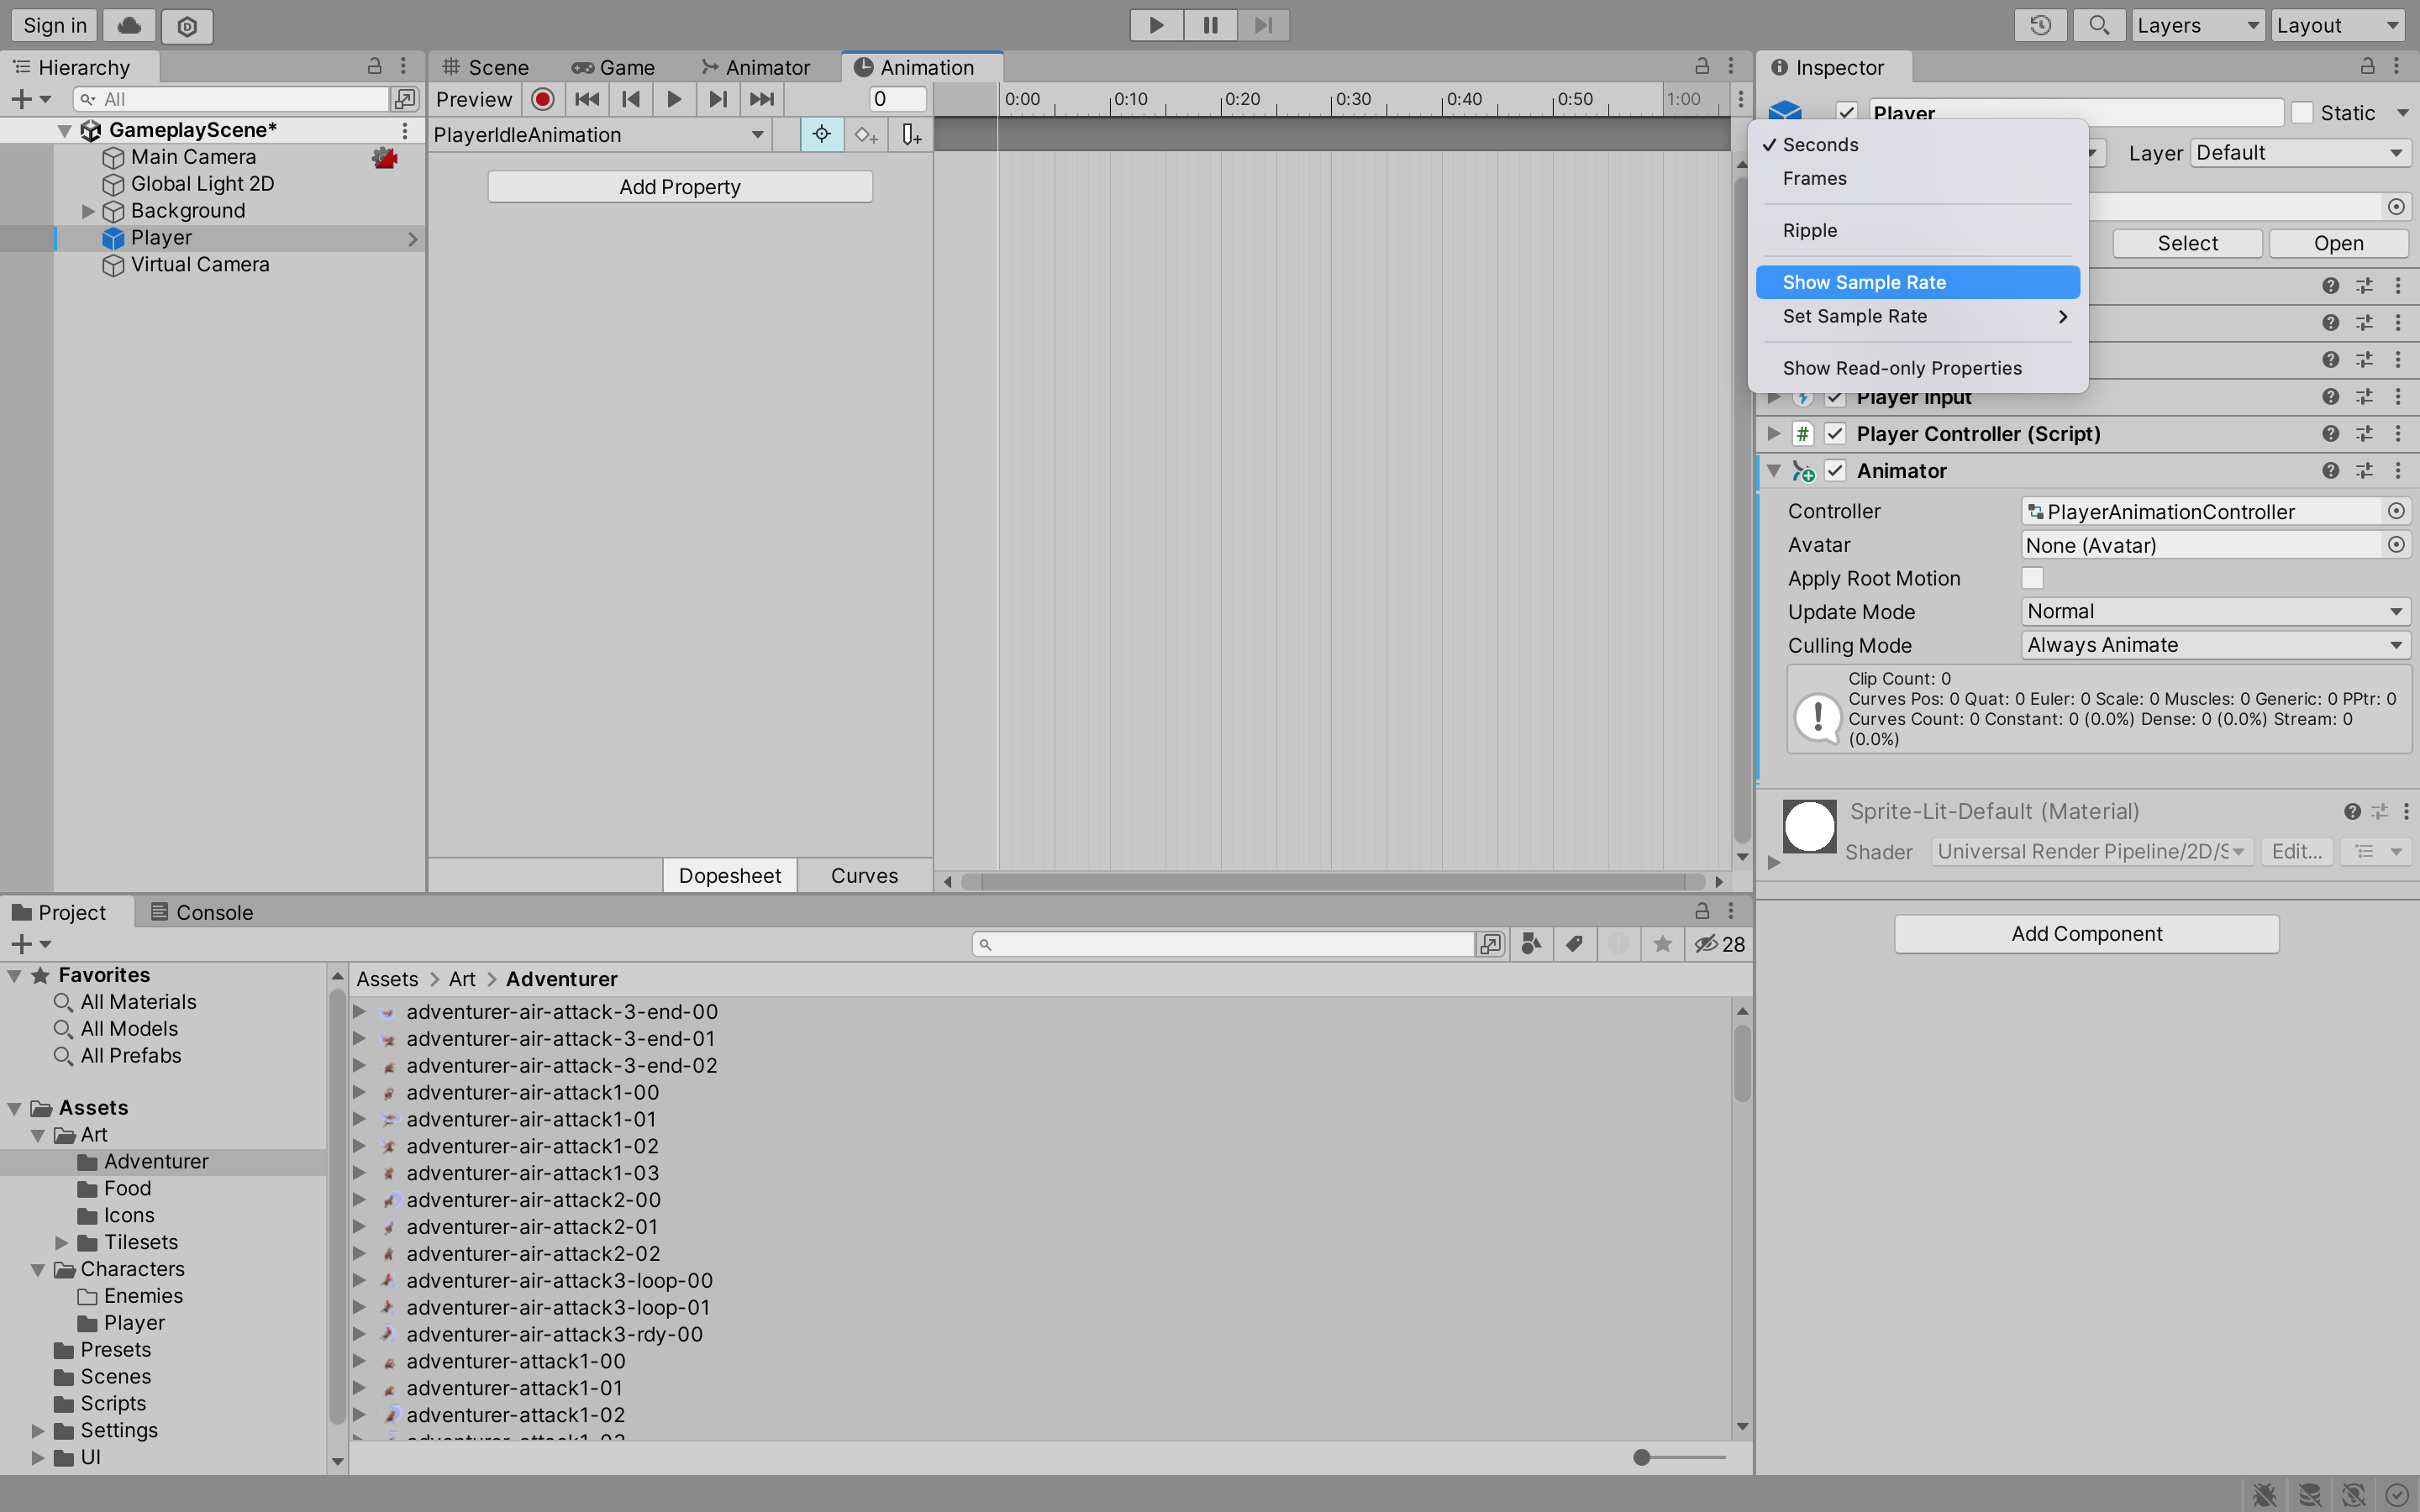 Sign in
Layers
Layout
Hierarchy
All
GameplayScene*
Main Camera
Global Light 2D
Background
Player
Virtual Camera
Scene
Game
Animator
Animation
Preview
0
0:00
0:10
0:20
0:30
0:40
0:50
1:00
PlayerIdleAnimation
Add Property
Dopesheet
Curves
Inspector
Player
Static
Layer
Default
Select
Open
Seconds
Frames
Ripple
Show Sample Rate
Set Sample Rate
Show Read-only Properties
Player Input
Player Controller (Script)
Animator
Controller
PlayerAnimationController
Avatar
None (Avatar)
Apply Root Motion
Update Mode
Normal
Culling Mode
Always Animate
Clip Count: 0
Curves Pos: 0 Quat: 0 Euler: 0 Scale: 0 Muscles: 0 Generic: 0 PPtr: 0
Curves Count: 0 Constant: 0 (0.0%) Dense: 0 (0.0%) Stream: 0
(0.0%)
Sprite-Lit-Default (Material)
Shader
Universal Render Pipeline/2D/S
Edit...
Add Component
Project
Console
28
Favorites
All Materials
All Models
All Prefabs
Assets
Art
Adventurer
Food
Icons
Tilesets
Characters
Enemies
Player
Presets
Scenes
Scripts
Settings
UI
Assets > Art > Adventurer
adventurer-air-attack-3-end-00
adventurer-air-attack-3-end-01
adventurer-air-attack-3-end-02
adventurer-air-attack1-00
adventurer-air-attack1-01
adventurer-air-attack1-02
adventurer-air-attack1-03
adventurer-air-attack2-00
adventurer-air-attack2-01
adventurer-air-attack2-02
adventurer-air-attack3-loop-00
adventurer-air-attack3-loop-01
adventurer-air-attack3-rdy-00
adventurer-attack1-00
adventurer-attack1-01
adventurer-attack1-02